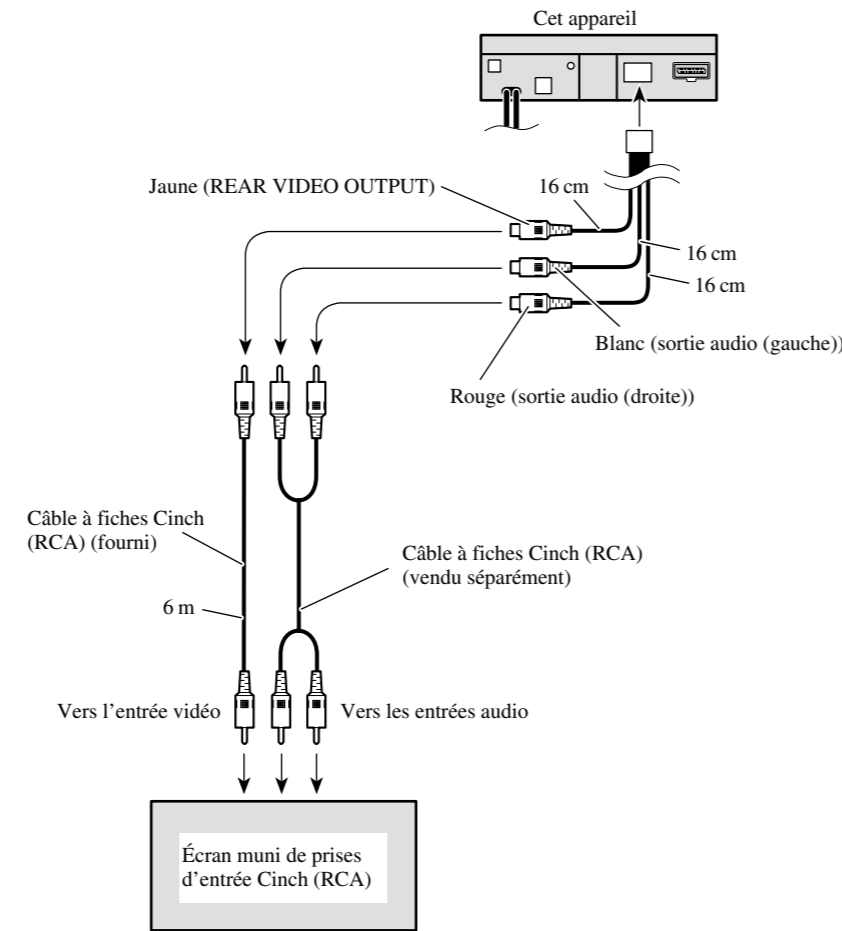 Cet appareil
Jaune (REAR VIDEO OUTPUT)
16 cm
16 cm
16 cm
Blanc (sortie audio (gauche))
Rouge (sortie audio (droite))
Câble à fiches Cinch
(RCA) (fourni)
Câble à fiches Cinch (RCA)
(vendu séparément)
6 m
Vers l’entrée vidéo
Vers les entrées audio
Écran muni de prises
d’entrée Cinch (RCA)